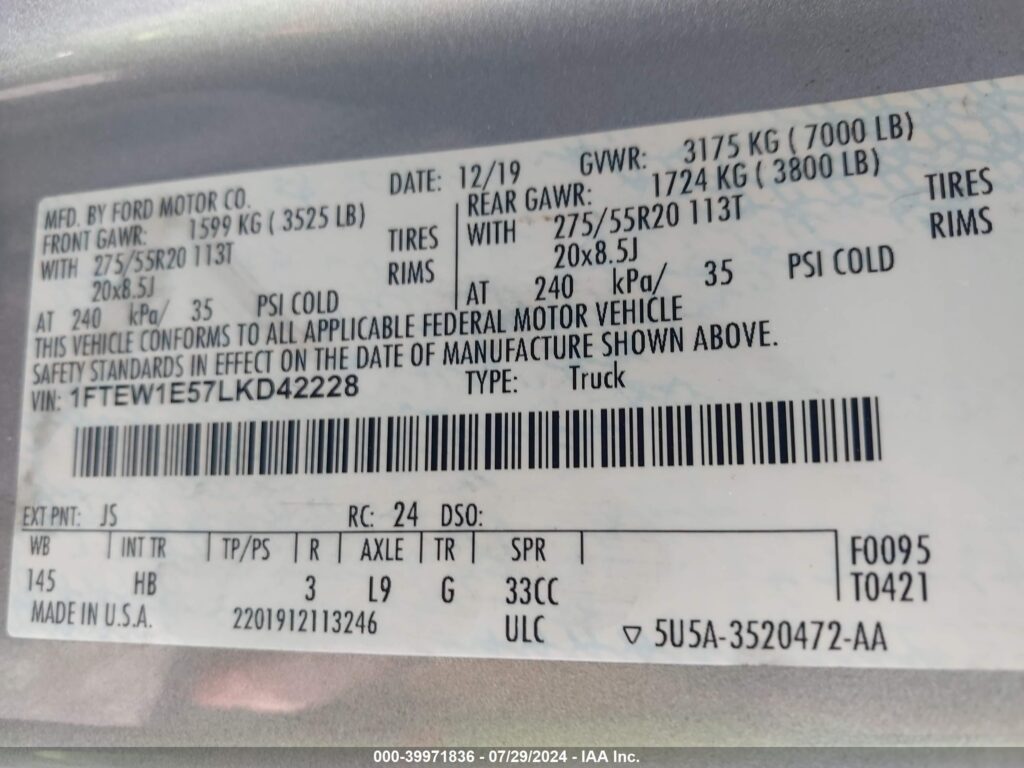 MFD. BY FORD MOTOR CO. DATE: 12/19 GVWR: 3175 KG ( 7000 LB)
FRONT GAWR: 1599 KG ( 3525 LB) REAR GAWR: 1724 KG ( 3800 LB)
WITH 275/55R20 113T TIRES WITH 275/55R20 113T TIRES
20x8.5J RIMS 20x8.5J RIMS
AT 240 kPa/ 35 PSI COLD AT 240 kPa/ 35 PSI COLD
THIS VEHICLE CONFORMS TO ALL APPLICABLE FEDERAL MOTOR VEHICLE
SAFETY STANDARDS IN EFFECT ON THE DATE OF MANUFACTURE SHOWN ABOVE.
VIN: 1FTEW1E57LKD42228 TYPE: Truck
EXT PNT: JS RC: 24 DSO:
WB INT TR TP/PS R AXLE TR SPR F0095
145 HB 3 L9 G 33CC T0421
MADE IN U.S.A. 2201912113246 ULC ▽ 5U5A-3520472-AA
000-39971836 - 07/29/2024 - IAA Inc.